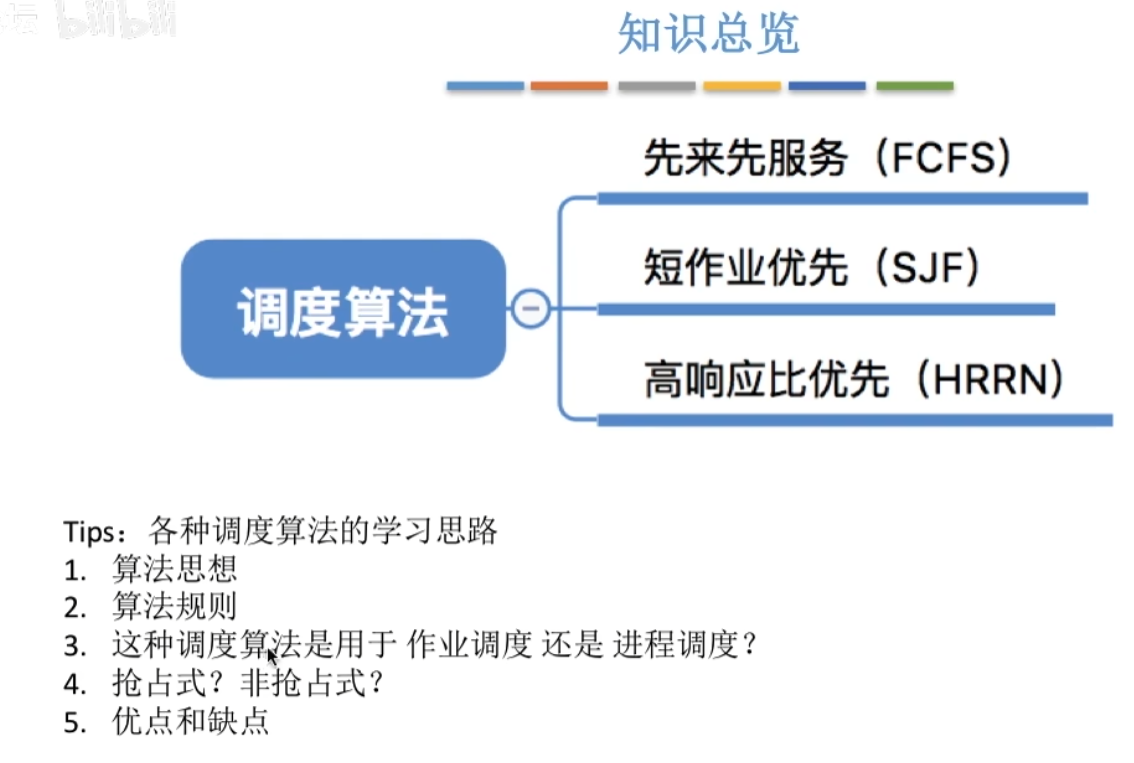 坛 bilibili
知识总览
先来先服务（FCFS）
短作业优先（SJF）
调度算法
高响应比优先（HRRN）
Tips：各种调度算法的学习思路
1. 算法思想
2. 算法规则
3. 这种调度算法是用于 作业调度 还是 进程调度？
4. 抢占式？非抢占式？
5. 优点和缺点